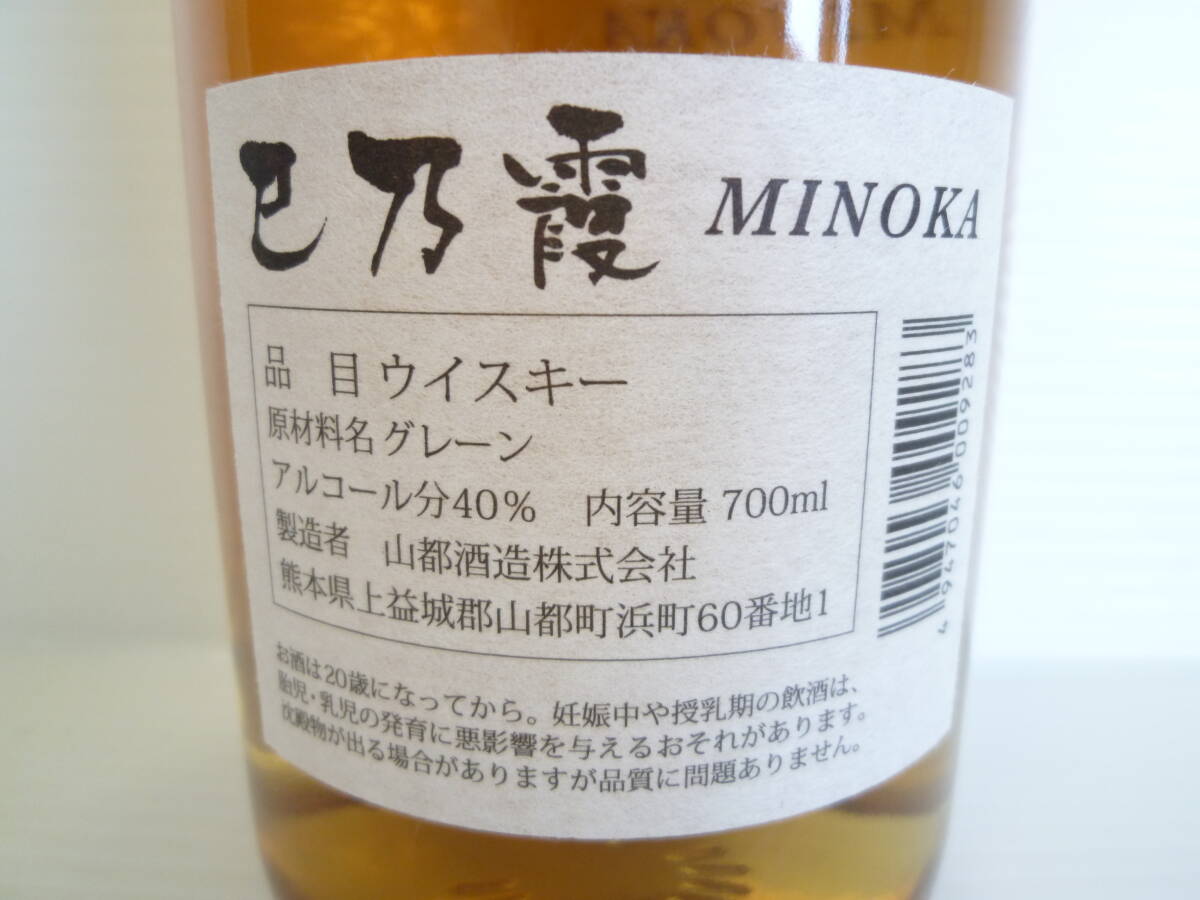 巳乃霞 MINOKA
品　目 ウイスキー
原材料名 グレーン
アルコール分40%　内容量 700ml
製造者　山都酒造株式会社
熊本県上益城郡山都町浜町60番地1
お酒は20歳になってから。妊娠中や授乳期の飲酒は、
胎児・乳児の発育に悪影響を与えるおそれがあります。
沈殿物が出る場合がありますが品質に問題ありません。
4947049009283